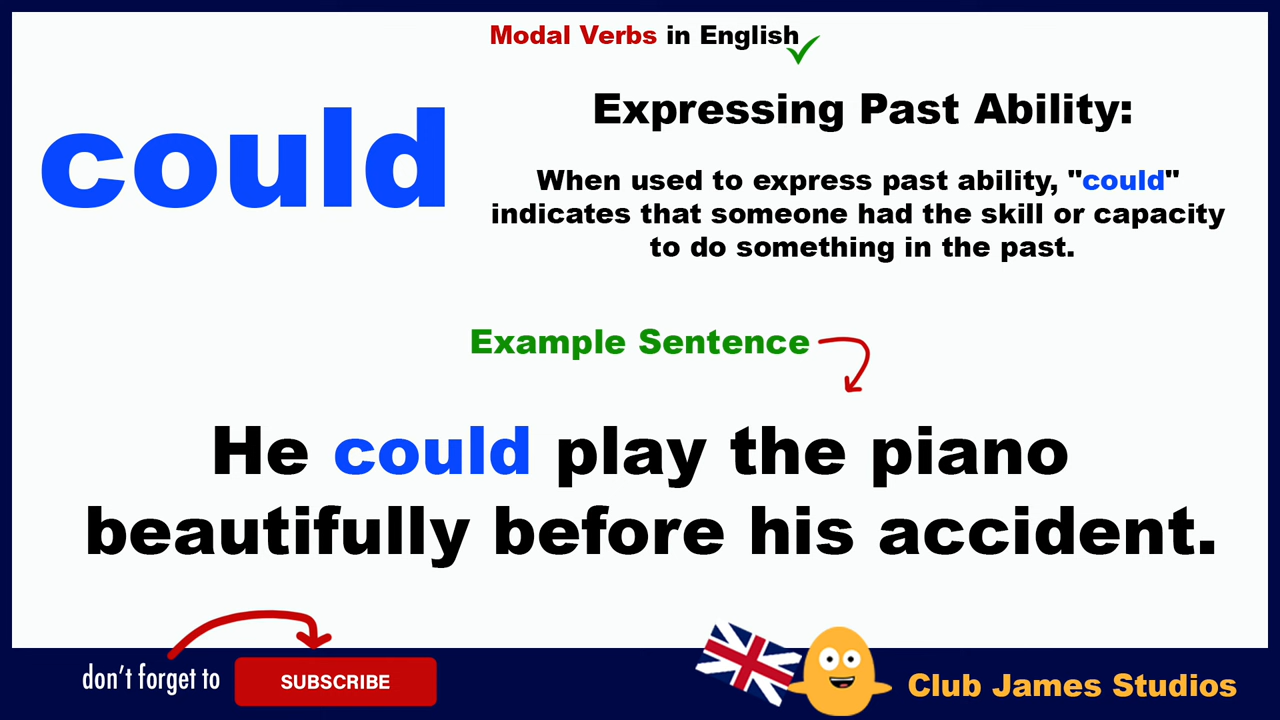 Modal Verbs in English
could
Expressing Past Ability:
When used to express past ability, "could"
indicates that someone had the skill or capacity
to do something in the past.
Example Sentence
He could play the piano
beautifully before his accident.
don't forget to
SUBSCRIBE
Club James Studios